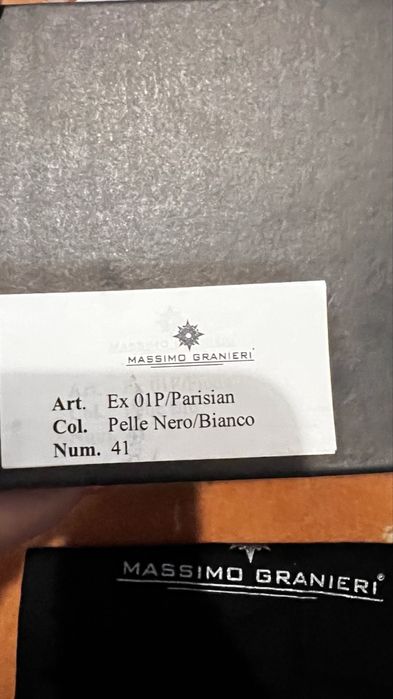 MASSIMO GRANIERI®
Art. Ex 01P/Parisian
Col. Pelle Nero/Bianco
Num. 41
MASSIMO GRANIERI®